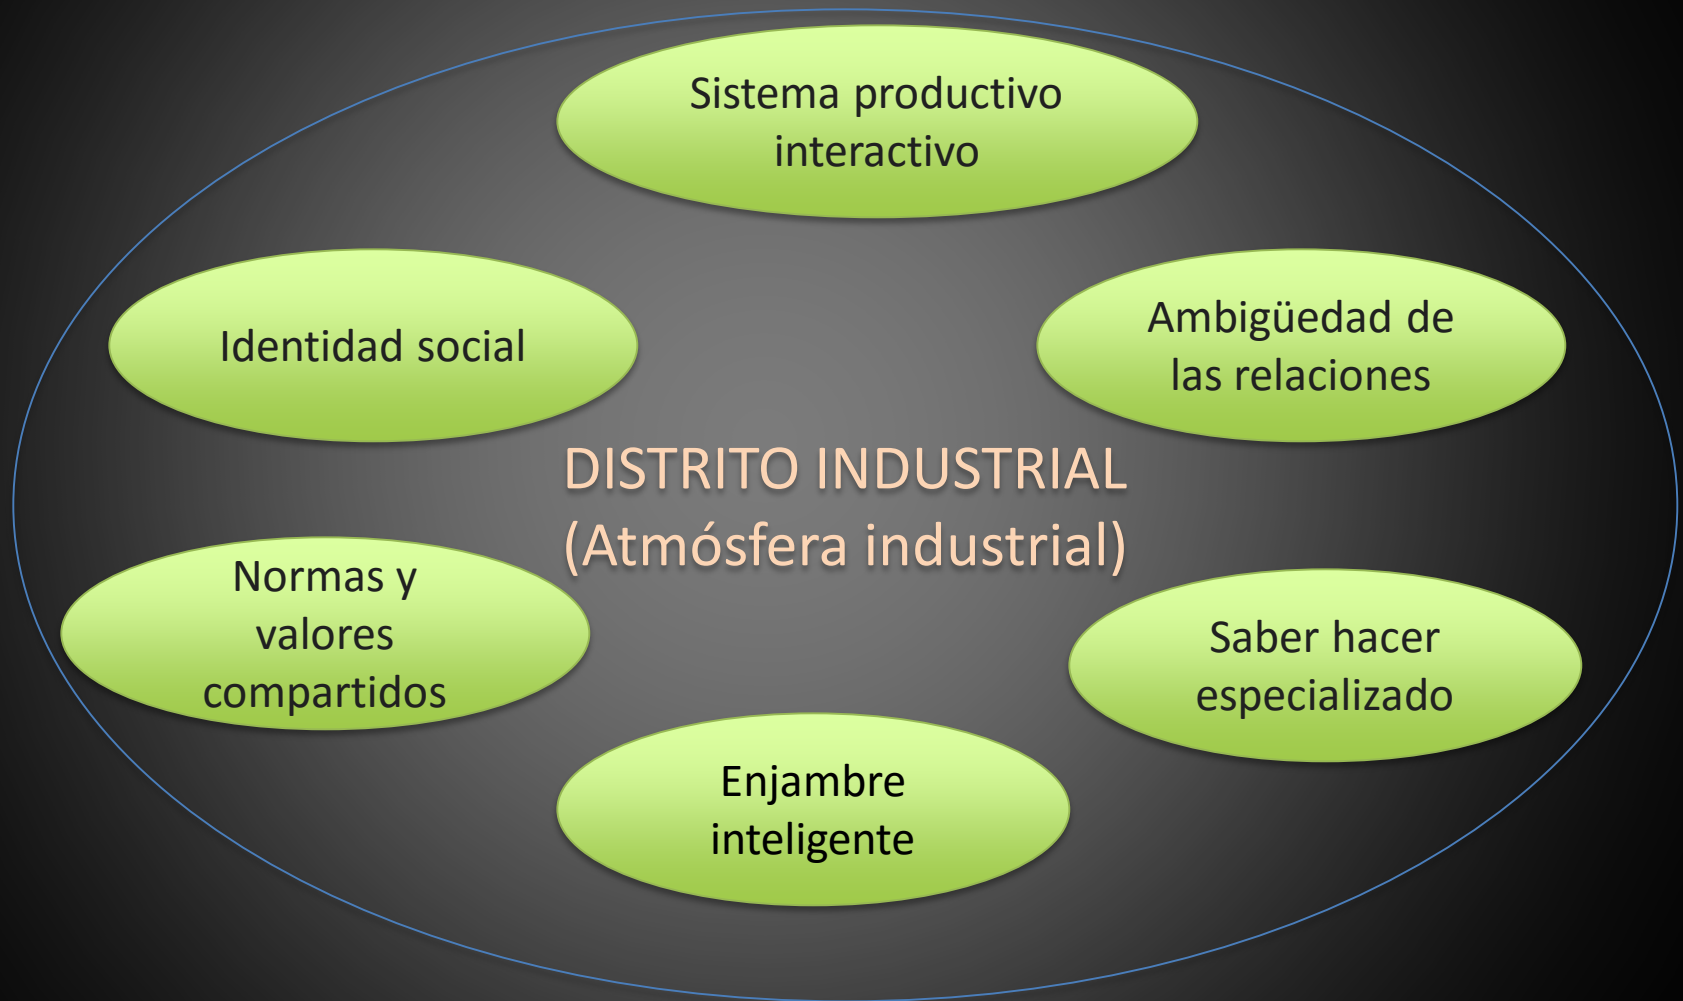 Sistema productivo
interactivo
Identidad social
Ambigüedad de
las relaciones
DISTRITO INDUSTRIAL
(Atmósfera industrial)
Normas y
valores
compartidos
Saber hacer
especializado
Enjambre
inteligente